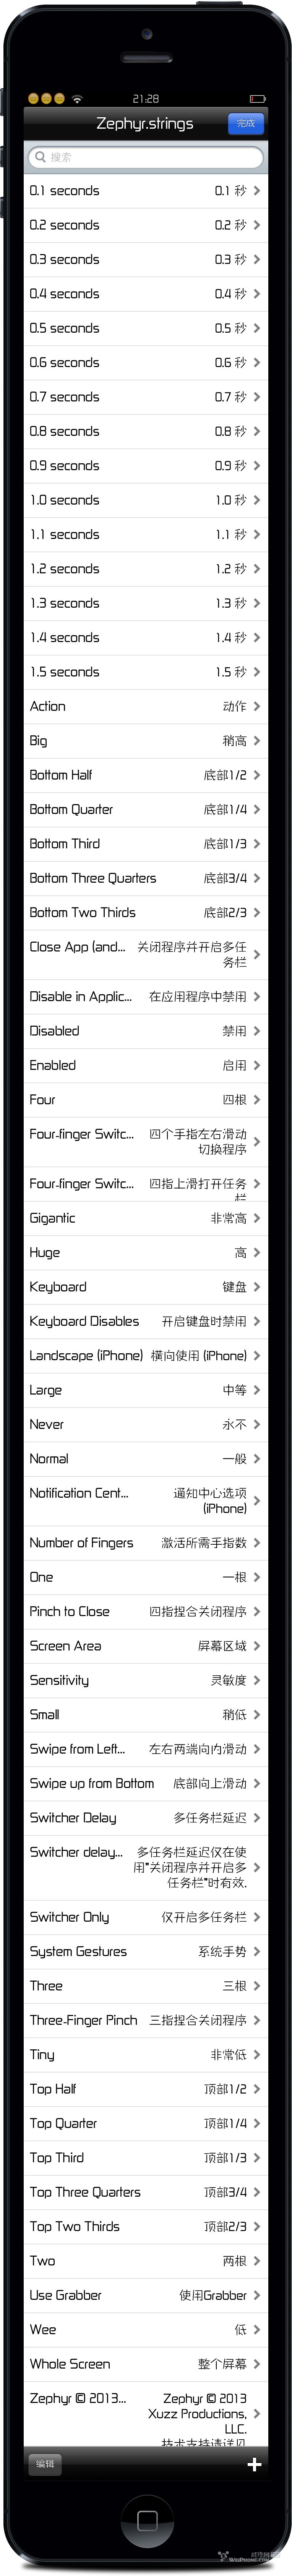 21:28
Zephyr.strings 完成
搜索
0.1 seconds 0.1 秒
0.2 seconds 0.2 秒
0.3 seconds 0.3 秒
0.4 seconds 0.4 秒
0.5 seconds 0.5 秒
0.6 seconds 0.6 秒
0.7 seconds 0.7 秒
0.8 seconds 0.8 秒
0.9 seconds 0.9 秒
1.0 seconds 1.0 秒
1.1 seconds 1.1 秒
1.2 seconds 1.2 秒
1.3 seconds 1.3 秒
1.4 seconds 1.4 秒
1.5 seconds 1.5 秒
Action 动作
Big 稍高
Bottom Half 底部1/2
Bottom Quarter 底部1/4
Bottom Third 底部1/3
Bottom Three Quarters 底部3/4
Bottom Two Thirds 底部2/3
Close App (and... 关闭程序并开启多任
务栏
Disable in Applic... 在应用程序中禁用
Disabled 禁用
Enabled 启用
Four 四根
Four-finger Switc... 四个手指左右滑动
切换程序
Four-finger Switc... 四指上滑打开任务
栏
Gigantic 非常高
Huge 高
Keyboard 键盘
Keyboard Disables 开启键盘时禁用
Landscape (iPhone) 横向使用 (iPhone)
Large 中等
Never 永不
Normal 一般
Notification Cent... 通知中心选项
(iPhone)
Number of Fingers 激活所需手指数
One 一根
Pinch to Close 四指捏合关闭程序
Screen Area 屏幕区域
Sensitivity 灵敏度
Small 稍低
Swipe from Left... 左右两端向内滑动
Swipe up from Bottom 底部向上滑动
Switcher Delay 多任务栏延迟
Switcher delay... 多任务栏延迟仅在使
用"关闭程序并开启多
任务栏"时有效.
Switcher Only 仅开启多任务栏
System Gestures 系统手势
Three 三根
Three-Finger Pinch 三指捏合关闭程序
Tiny 非常低
Top Half 顶部1/2
Top Quarter 顶部1/4
Top Third 顶部1/3
Top Three Quarters 顶部3/4
Top Two Thirds 顶部2/3
Two 两根
Use Grabber 使用Grabber
Wee 低
Whole Screen 整个屏幕
Zephyr © 2013... Zephyr © 2013
Xuzz Productions,
LLC.
技术支持请详见
编辑
WEIPHONE.COM